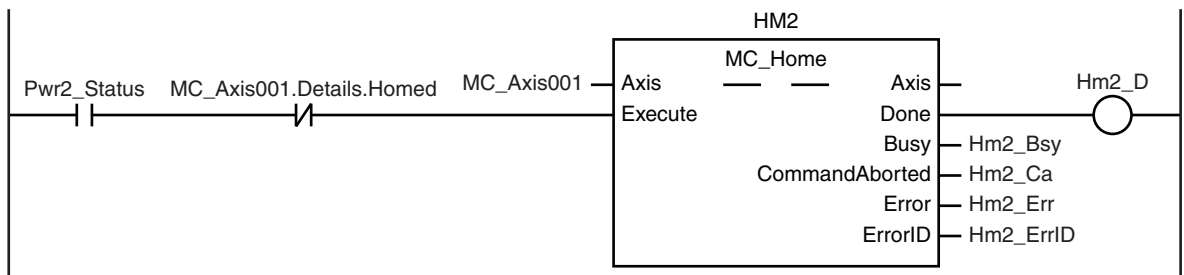 HM2
MC_Home
Pwr2_Status MC_Axis001.Details.Homed MC_Axis001 Axis Axis Hm2_D
Execute Done
Busy Hm2_Bsy
CommandAborted Hm2_Ca
Error Hm2_Err
ErrorID Hm2_ErrID